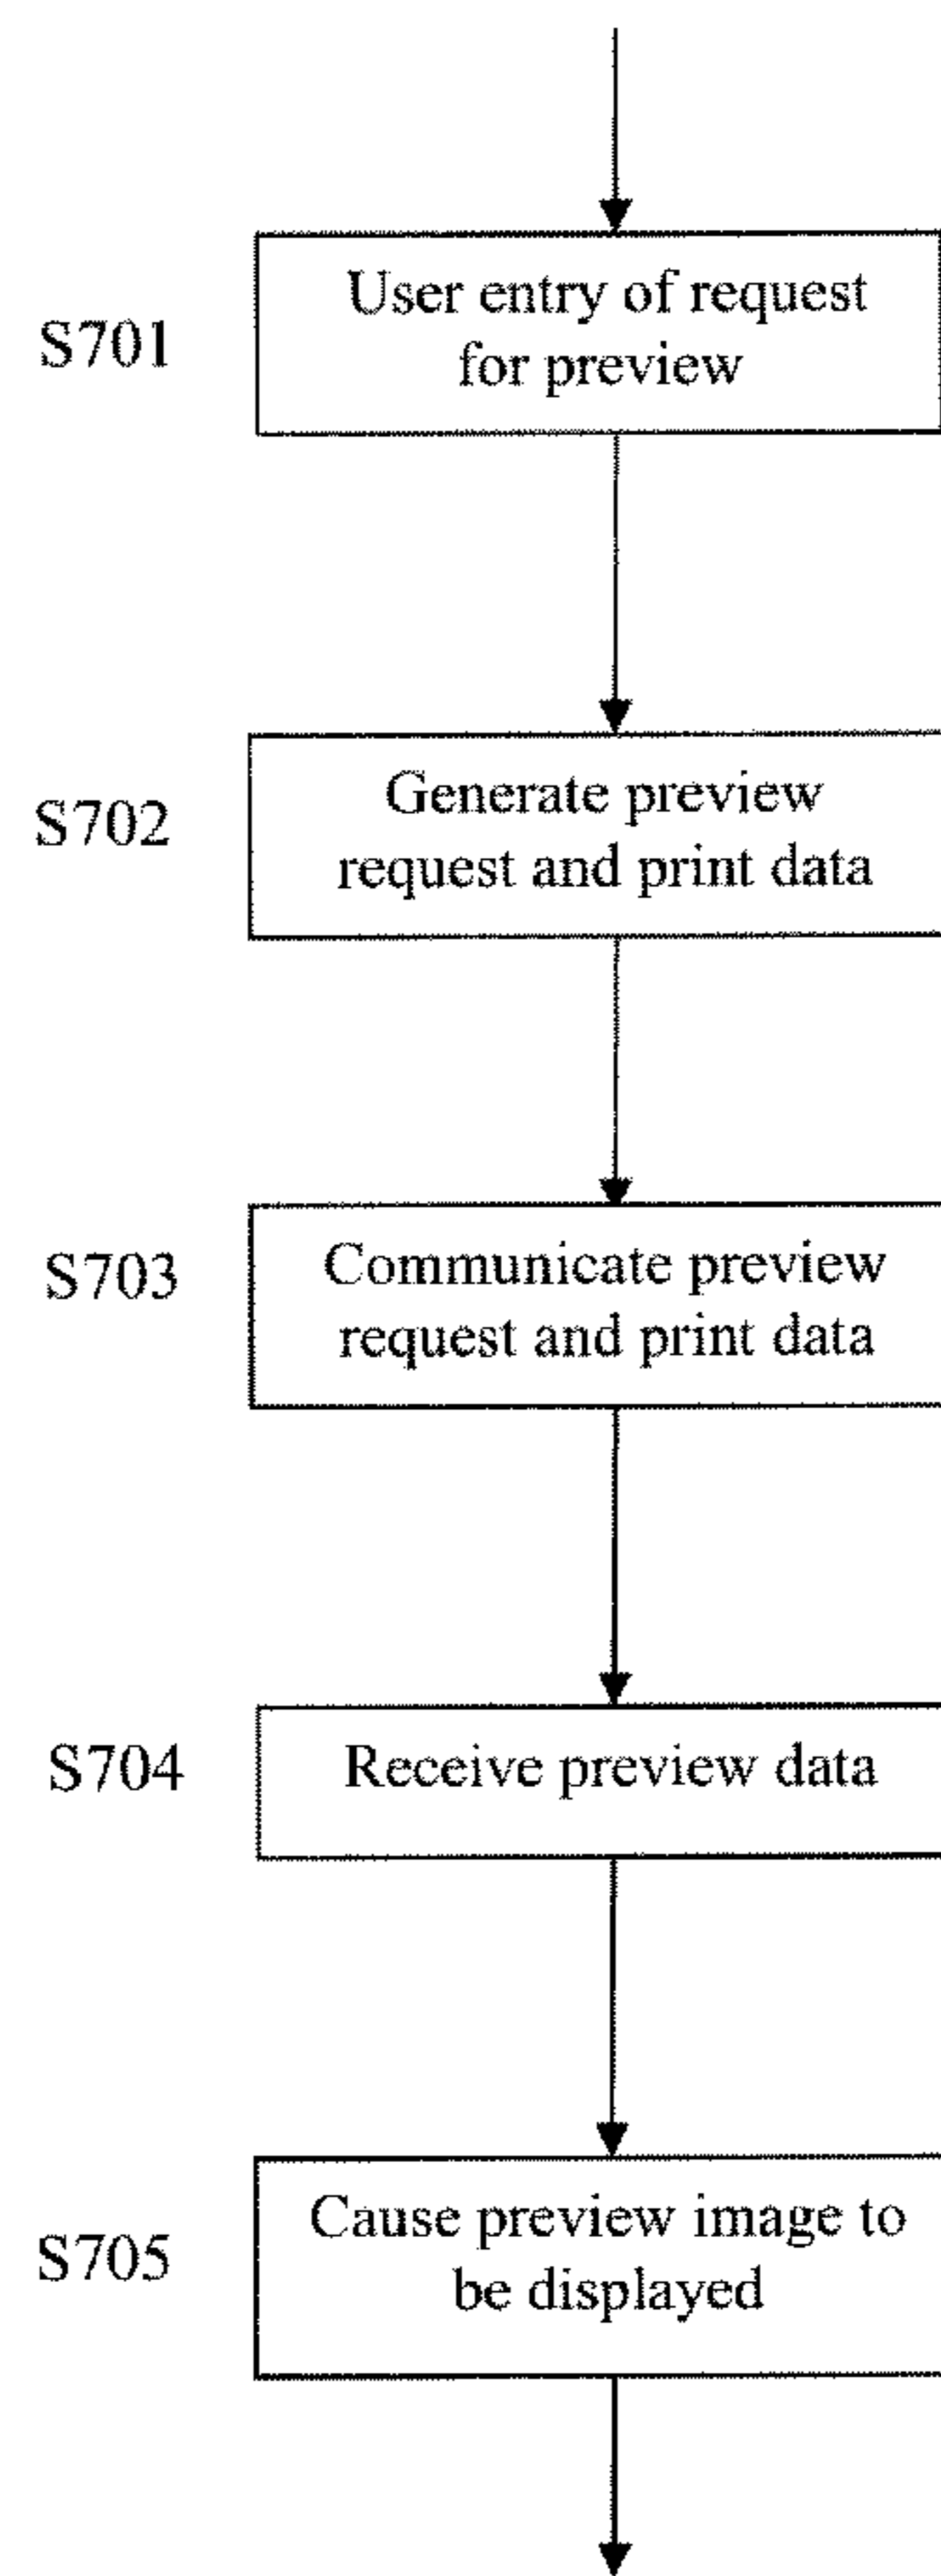 S701
User entry of request
for preview
S702
Generate preview
request and print data
S703
Communicate preview
request and print data
S704
Receive preview data
S705
Cause preview image to
be displayed